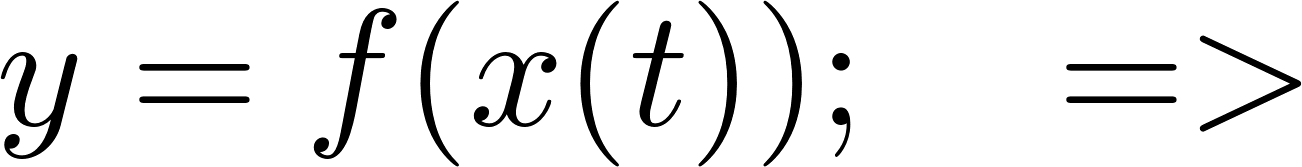 y = f(x(t)); =>